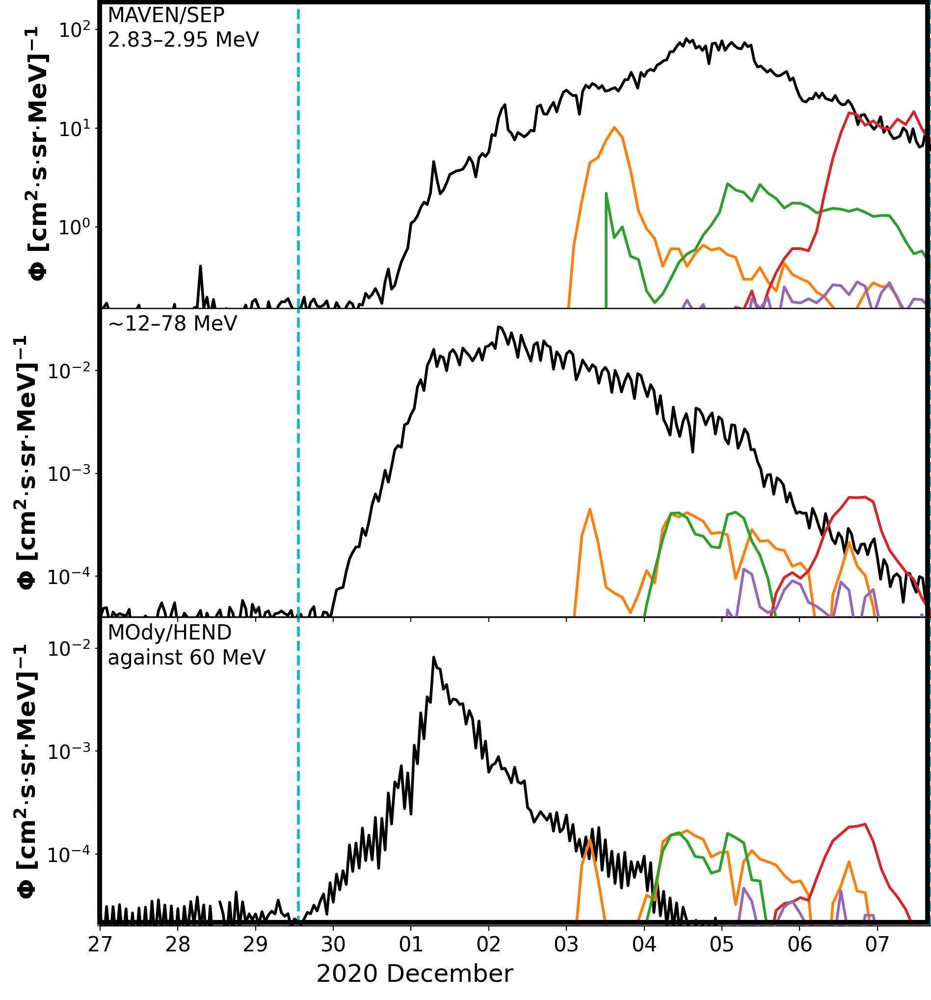 MAVEN/SEP
2.83–2.95 MeV
10²
10¹
10⁰
Φ [cm²·s·sr·MeV]⁻¹
~12–78 MeV
10⁻²
10⁻³
10⁻⁴
Φ [cm²·s·sr·MeV]⁻¹
MOdy/HEND
against 60 MeV
10⁻²
10⁻³
10⁻⁴
Φ [cm²·s·sr·MeV]⁻¹
27 28 29 30 01 02 03 04 05 06 07
2020 December